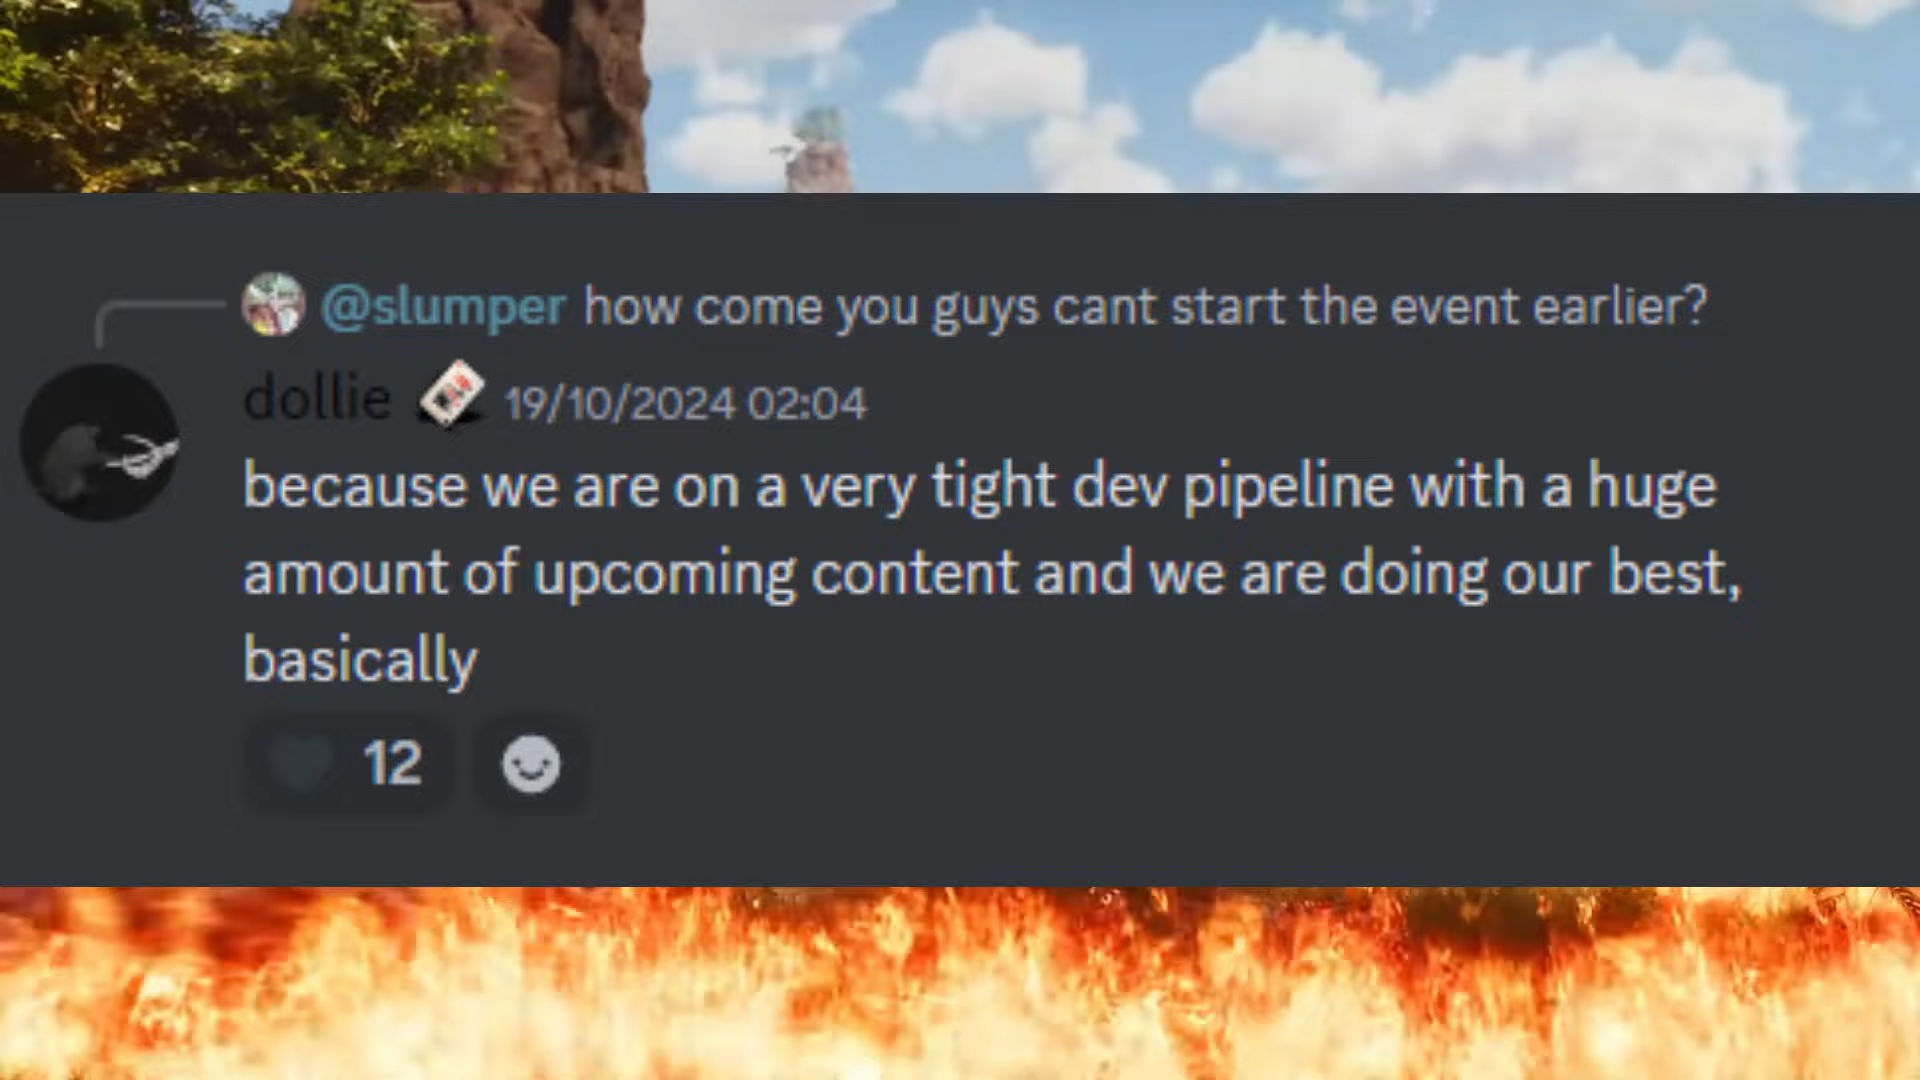 @slumper how come you guys cant start the event earlier?
dollie 19/10/2024 02:04
because we are on a very tight dev pipeline with a huge
amount of upcoming content and we are doing our best,
basically
12